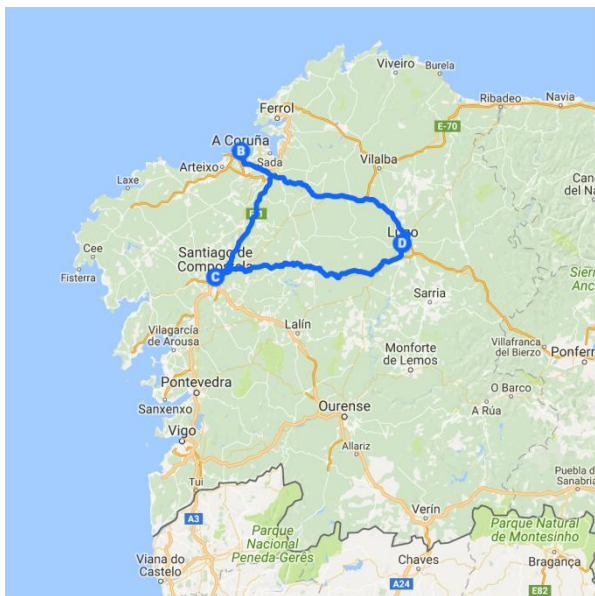 Viveiro
Burela
Ferrol
Ribadeo
Navia
E-70
A Coruña
B
Sada
Arteixo
Vilalba
Laxe
Cee
Fisterra
Santiago de
C
D
Sarria
Vilagarcía
de Arousa
Lalín
Villafranca
del Bierzo
Monforte
de Lemos
Pontevedra
Sanxenxo
O Barco
A Rúa
Ourense
Vigo
Allariz
Tui
Puebla de
Sanabria
A3
Verín
Parque
Nacional
Peneda-Gerês
Parque Natural
de Montesinho
Viana do
Castelo
Chaves
A24
Bragança
E82